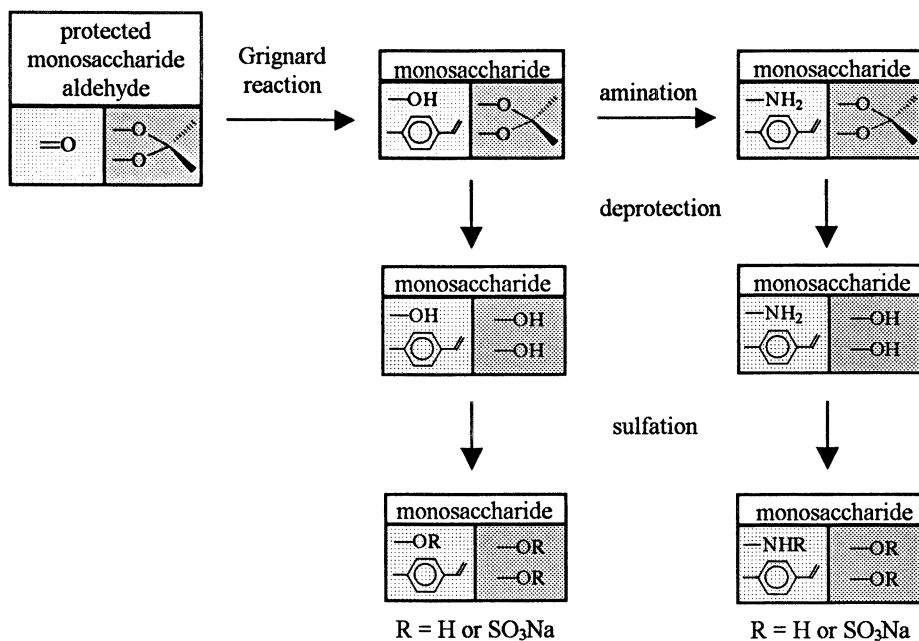 protected
monosaccharide
aldehyde
=O
—O
—O
Grignard
reaction
monosaccharide
—OH
—O
—O
amination
monosaccharide
—NH₂
—O
—O
deprotection
monosaccharide
—OH
—OH
—OH
monosaccharide
—NH₂
—OH
—OH
sulfation
monosaccharide
—OR
—OR
—OR
R = H or SO₃Na
monosaccharide
—NHR
—OR
—OR
R = H or SO₃Na